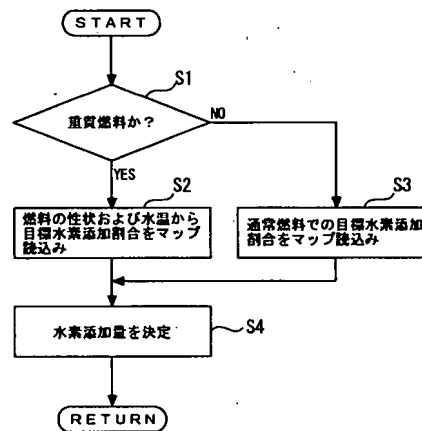 START
S1
重質燃料か?
NO
YES
S2
S3
燃料の性状および水温から
目標水素添加割合をマップ
読込み
通常燃料での目標水素添加
割合をマップ読込み
水素添加量を決定
S4
RETURN